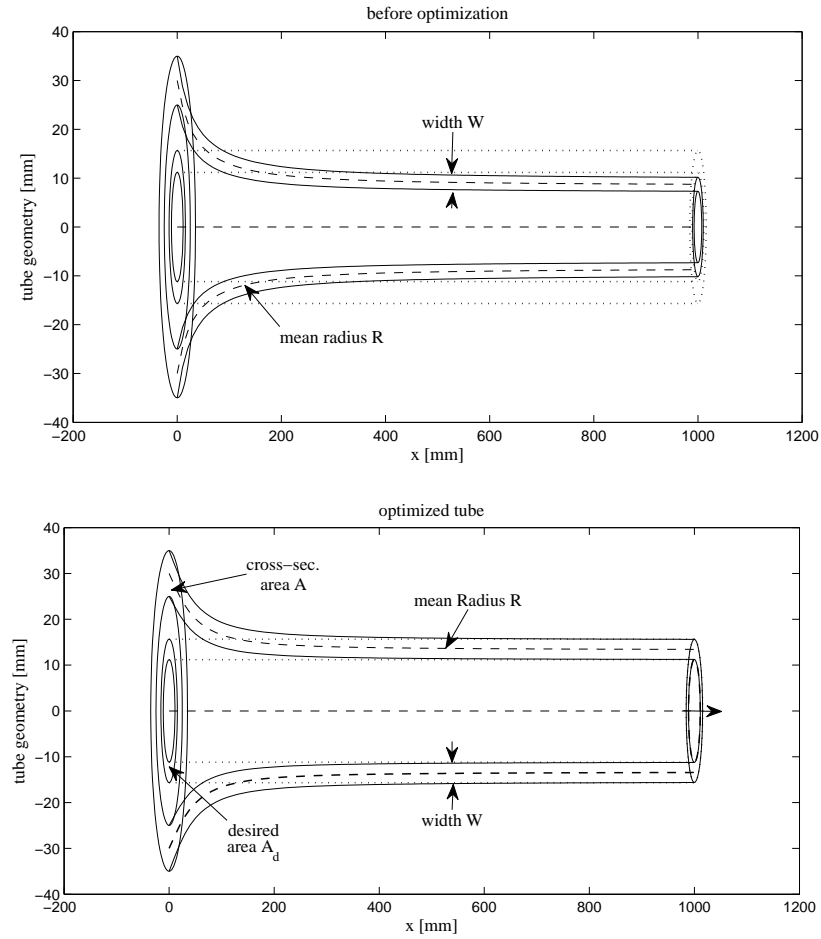 before optimization
40
30
20
10
0
−10
−20
−30
−40
tube geometry [mm]
width W
mean radius R
−200
0
200
400
600
800
1000
1200
x [mm]
optimized tube
40
30
20
10
0
−10
−20
−30
−40
tube geometry [mm]
cross−sec.
area A
mean Radius R
desired
area A_d
width W
−200
0
200
400
600
800
1000
1200
x [mm]